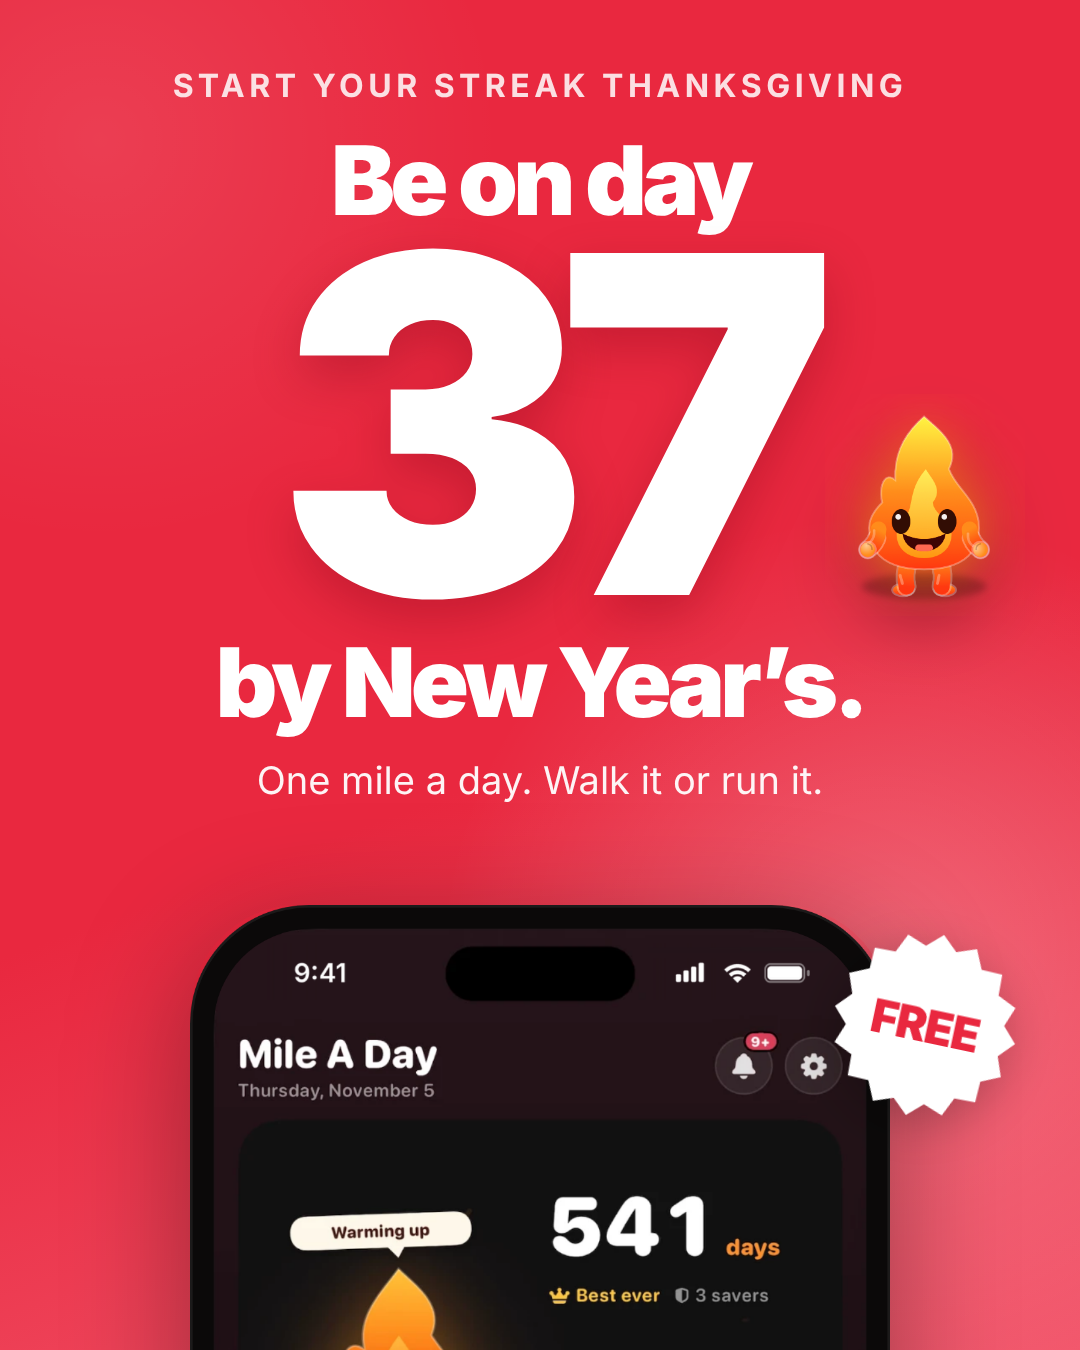 START YOUR STREAK THANKSGIVING
Be on day
37
by New Year’s.
One mile a day. Walk it or run it.
9:41
Mile A Day
9+
Thursday, November 5
FREE
Warming up
541 days
Best ever 3 savers